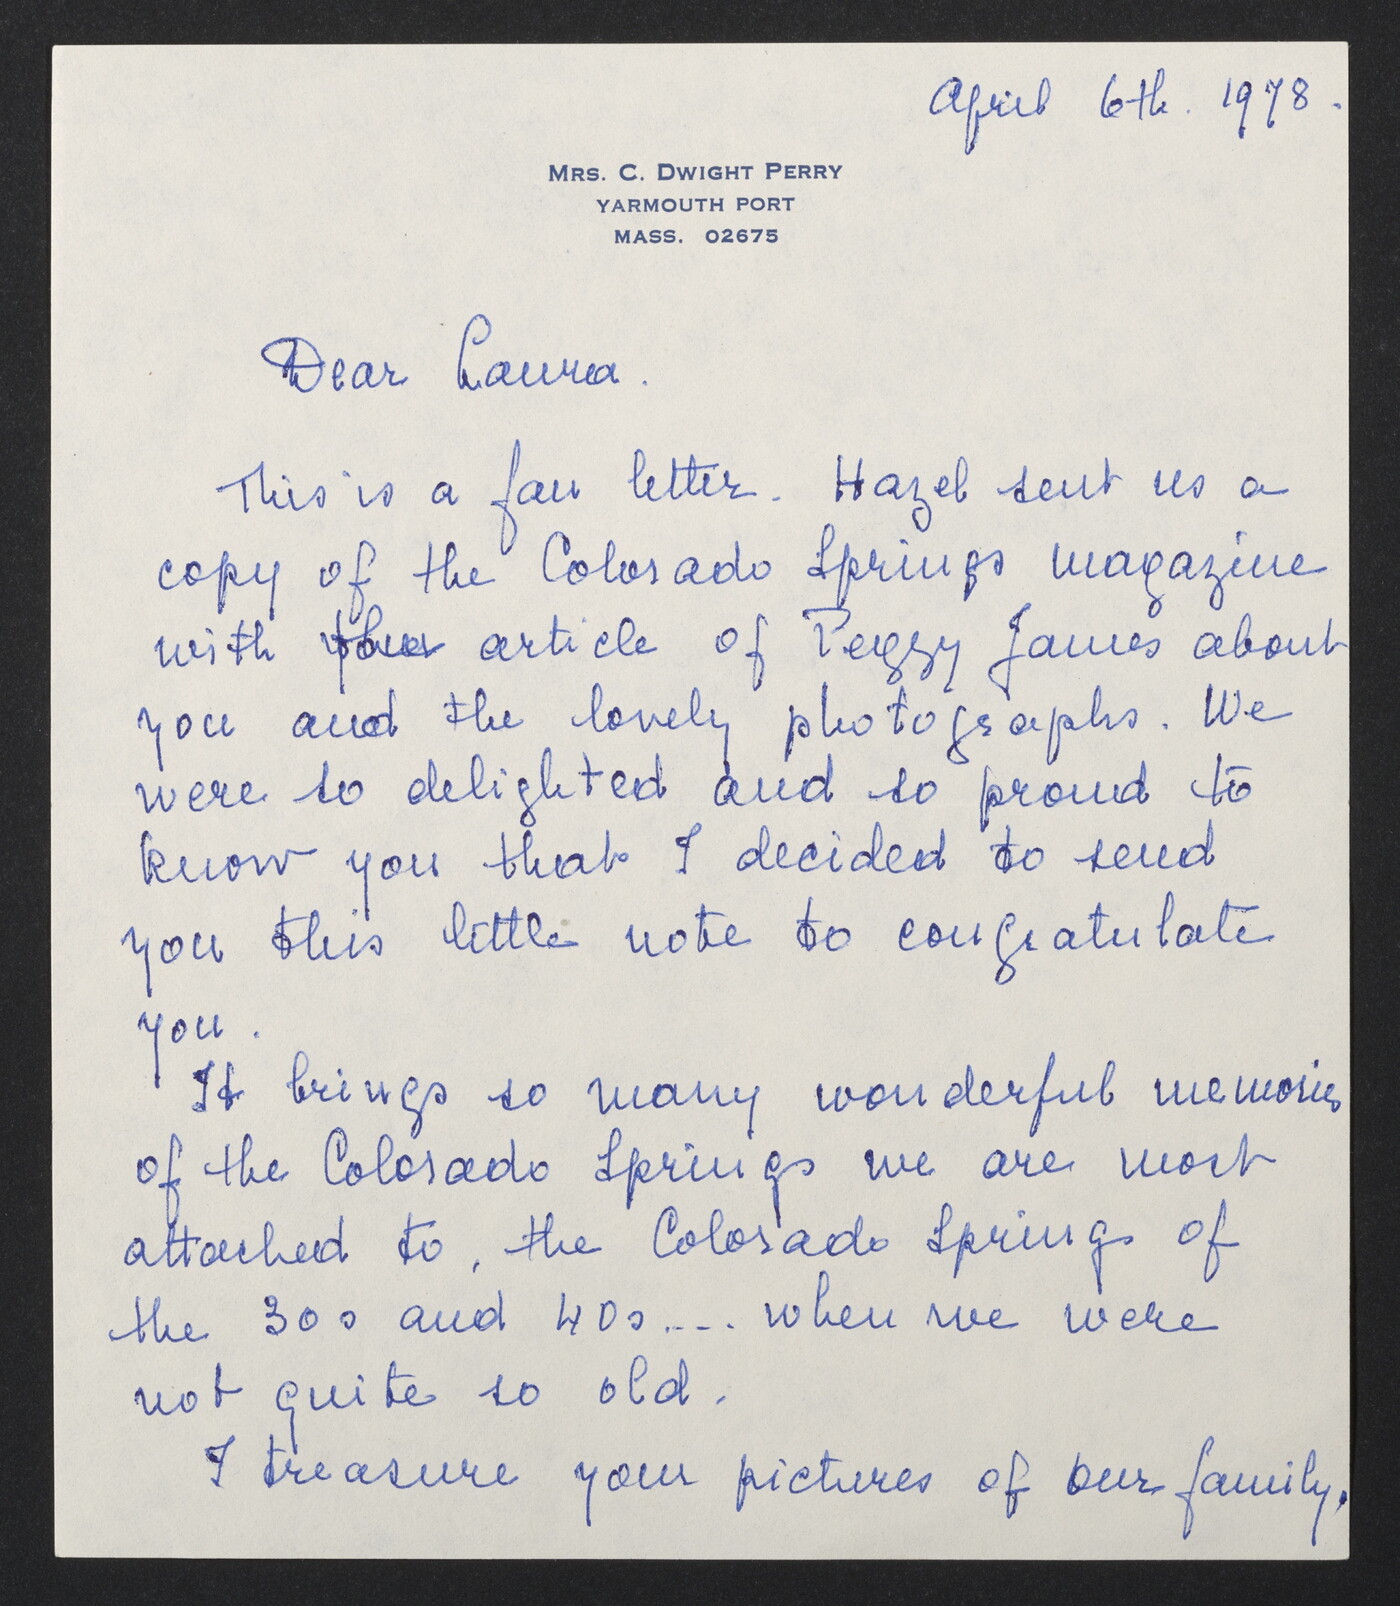 April 6th. 1978.
MRS. C. DWIGHT PERRY
YARMOUTH PORT
MASS. 02675
Dear Laura.
This is a fan letter. Hazel sent us a
copy of the Colorado Springs magazine
with article of Peggy James about
you and the lovely photographs. We
were so delighted and so proud to
know you that I decided to send
you this little note to congratulate
you.
It brings so many wonderful memories
of the Colorado Springs we are most
attached to, the Colorado Springs of
the 30s and 40s.... when we were
not quite so old.
I treasure your pictures of our family.